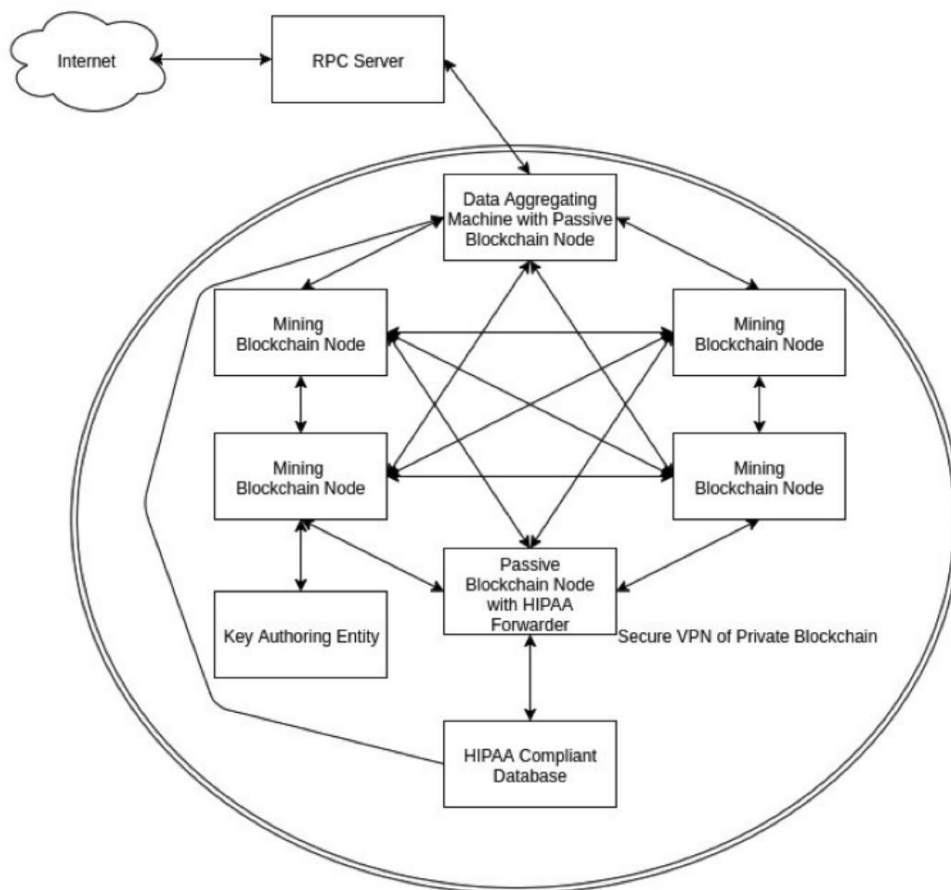 Internet
RPC Server
Data Aggregating
Machine with Passive
Blockchain Node
Mining
Blockchain Node
Mining
Blockchain Node
Mining
Blockchain Node
Mining
Blockchain Node
Passive
Blockchain Node
with HIPAA
Forwarder
Key Authoring Entity
Secure VPN of Private Blockchain
HIPAA Compliant
Database